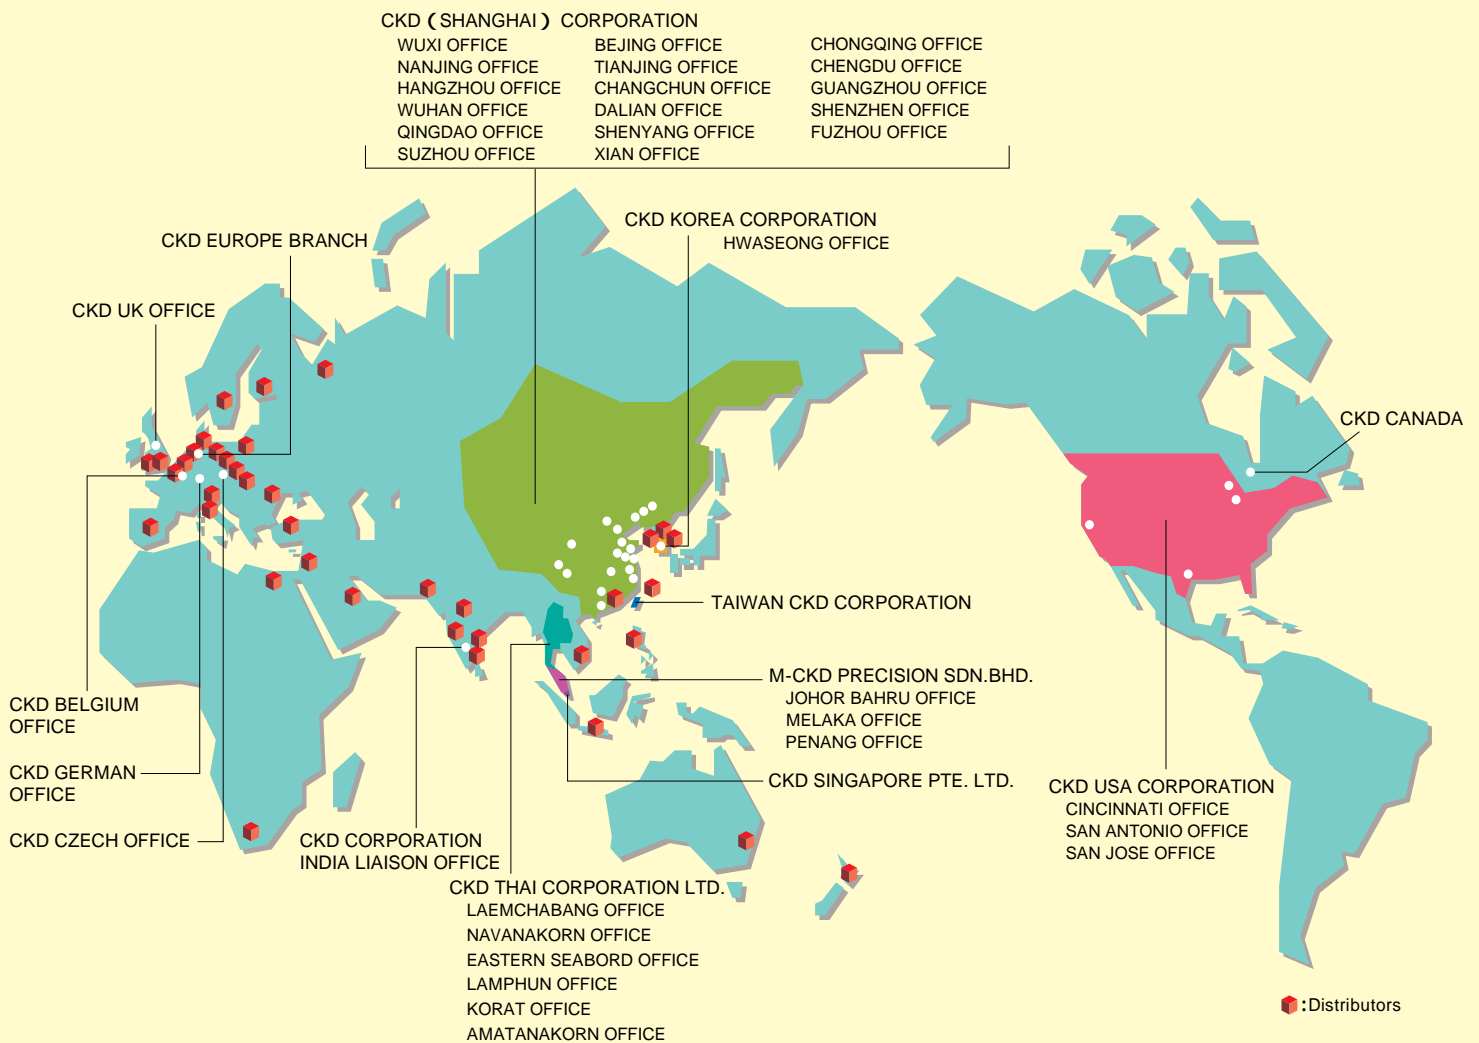 CKD (SHANGHAI) CORPORATION
WUXI OFFICE
NANJING OFFICE
HANGZHOU OFFICE
WUHAN OFFICE
QINGDAO OFFICE
SUZHOU OFFICE
BEJING OFFICE
TIANJING OFFICE
CHANGCHUN OFFICE
DALIAN OFFICE
SHENYANG OFFICE
XIAN OFFICE
CHONGQING OFFICE
CHENGDU OFFICE
GUANGZHOU OFFICE
SHENZHEN OFFICE
FUZHOU OFFICE
CKD KOREA CORPORATION
HWASEONG OFFICE
CKD EUROPE BRANCH
CKD UK OFFICE
CKD CANADA
TAIWAN CKD CORPORATION
M-CKD PRECISION SDN.BHD.
JOHOR BAHRU OFFICE
MELAKA OFFICE
PENANG OFFICE
CKD SINGAPORE PTE. LTD.
CKD BELGIUM
OFFICE
CKD GERMAN
OFFICE
CKD CZECH OFFICE
CKD CORPORATION
INDIA LIAISON OFFICE
CKD THAI CORPORATION LTD.
LAEMCHABANG OFFICE
NAVANAKORN OFFICE
EASTERN SEABORD OFFICE
LAMPHUN OFFICE
KORAT OFFICE
AMATANAKORN OFFICE
CKD USA CORPORATION
CINCINNATI OFFICE
SAN ANTONIO OFFICE
SAN JOSE OFFICE
:Distributors